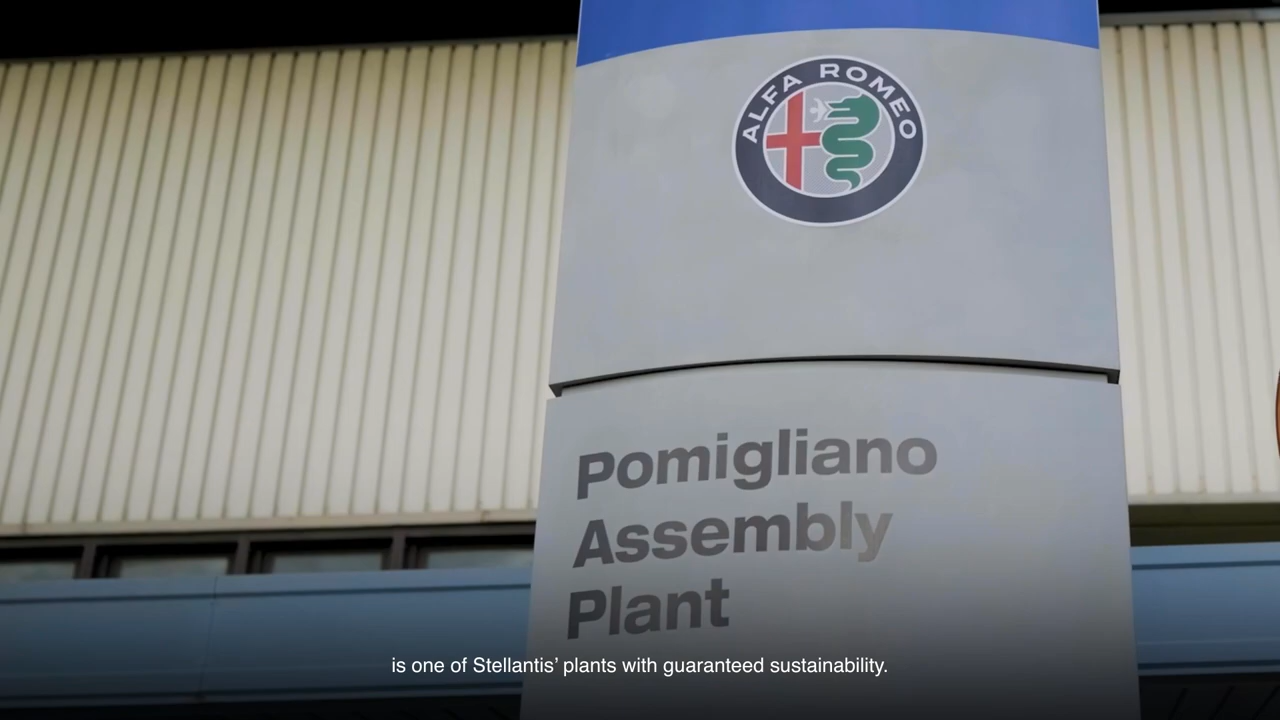 ALFA ROMEO
Pomigliano
Assembly
Plant
is one of Stellantis’ plants with guaranteed sustainability.